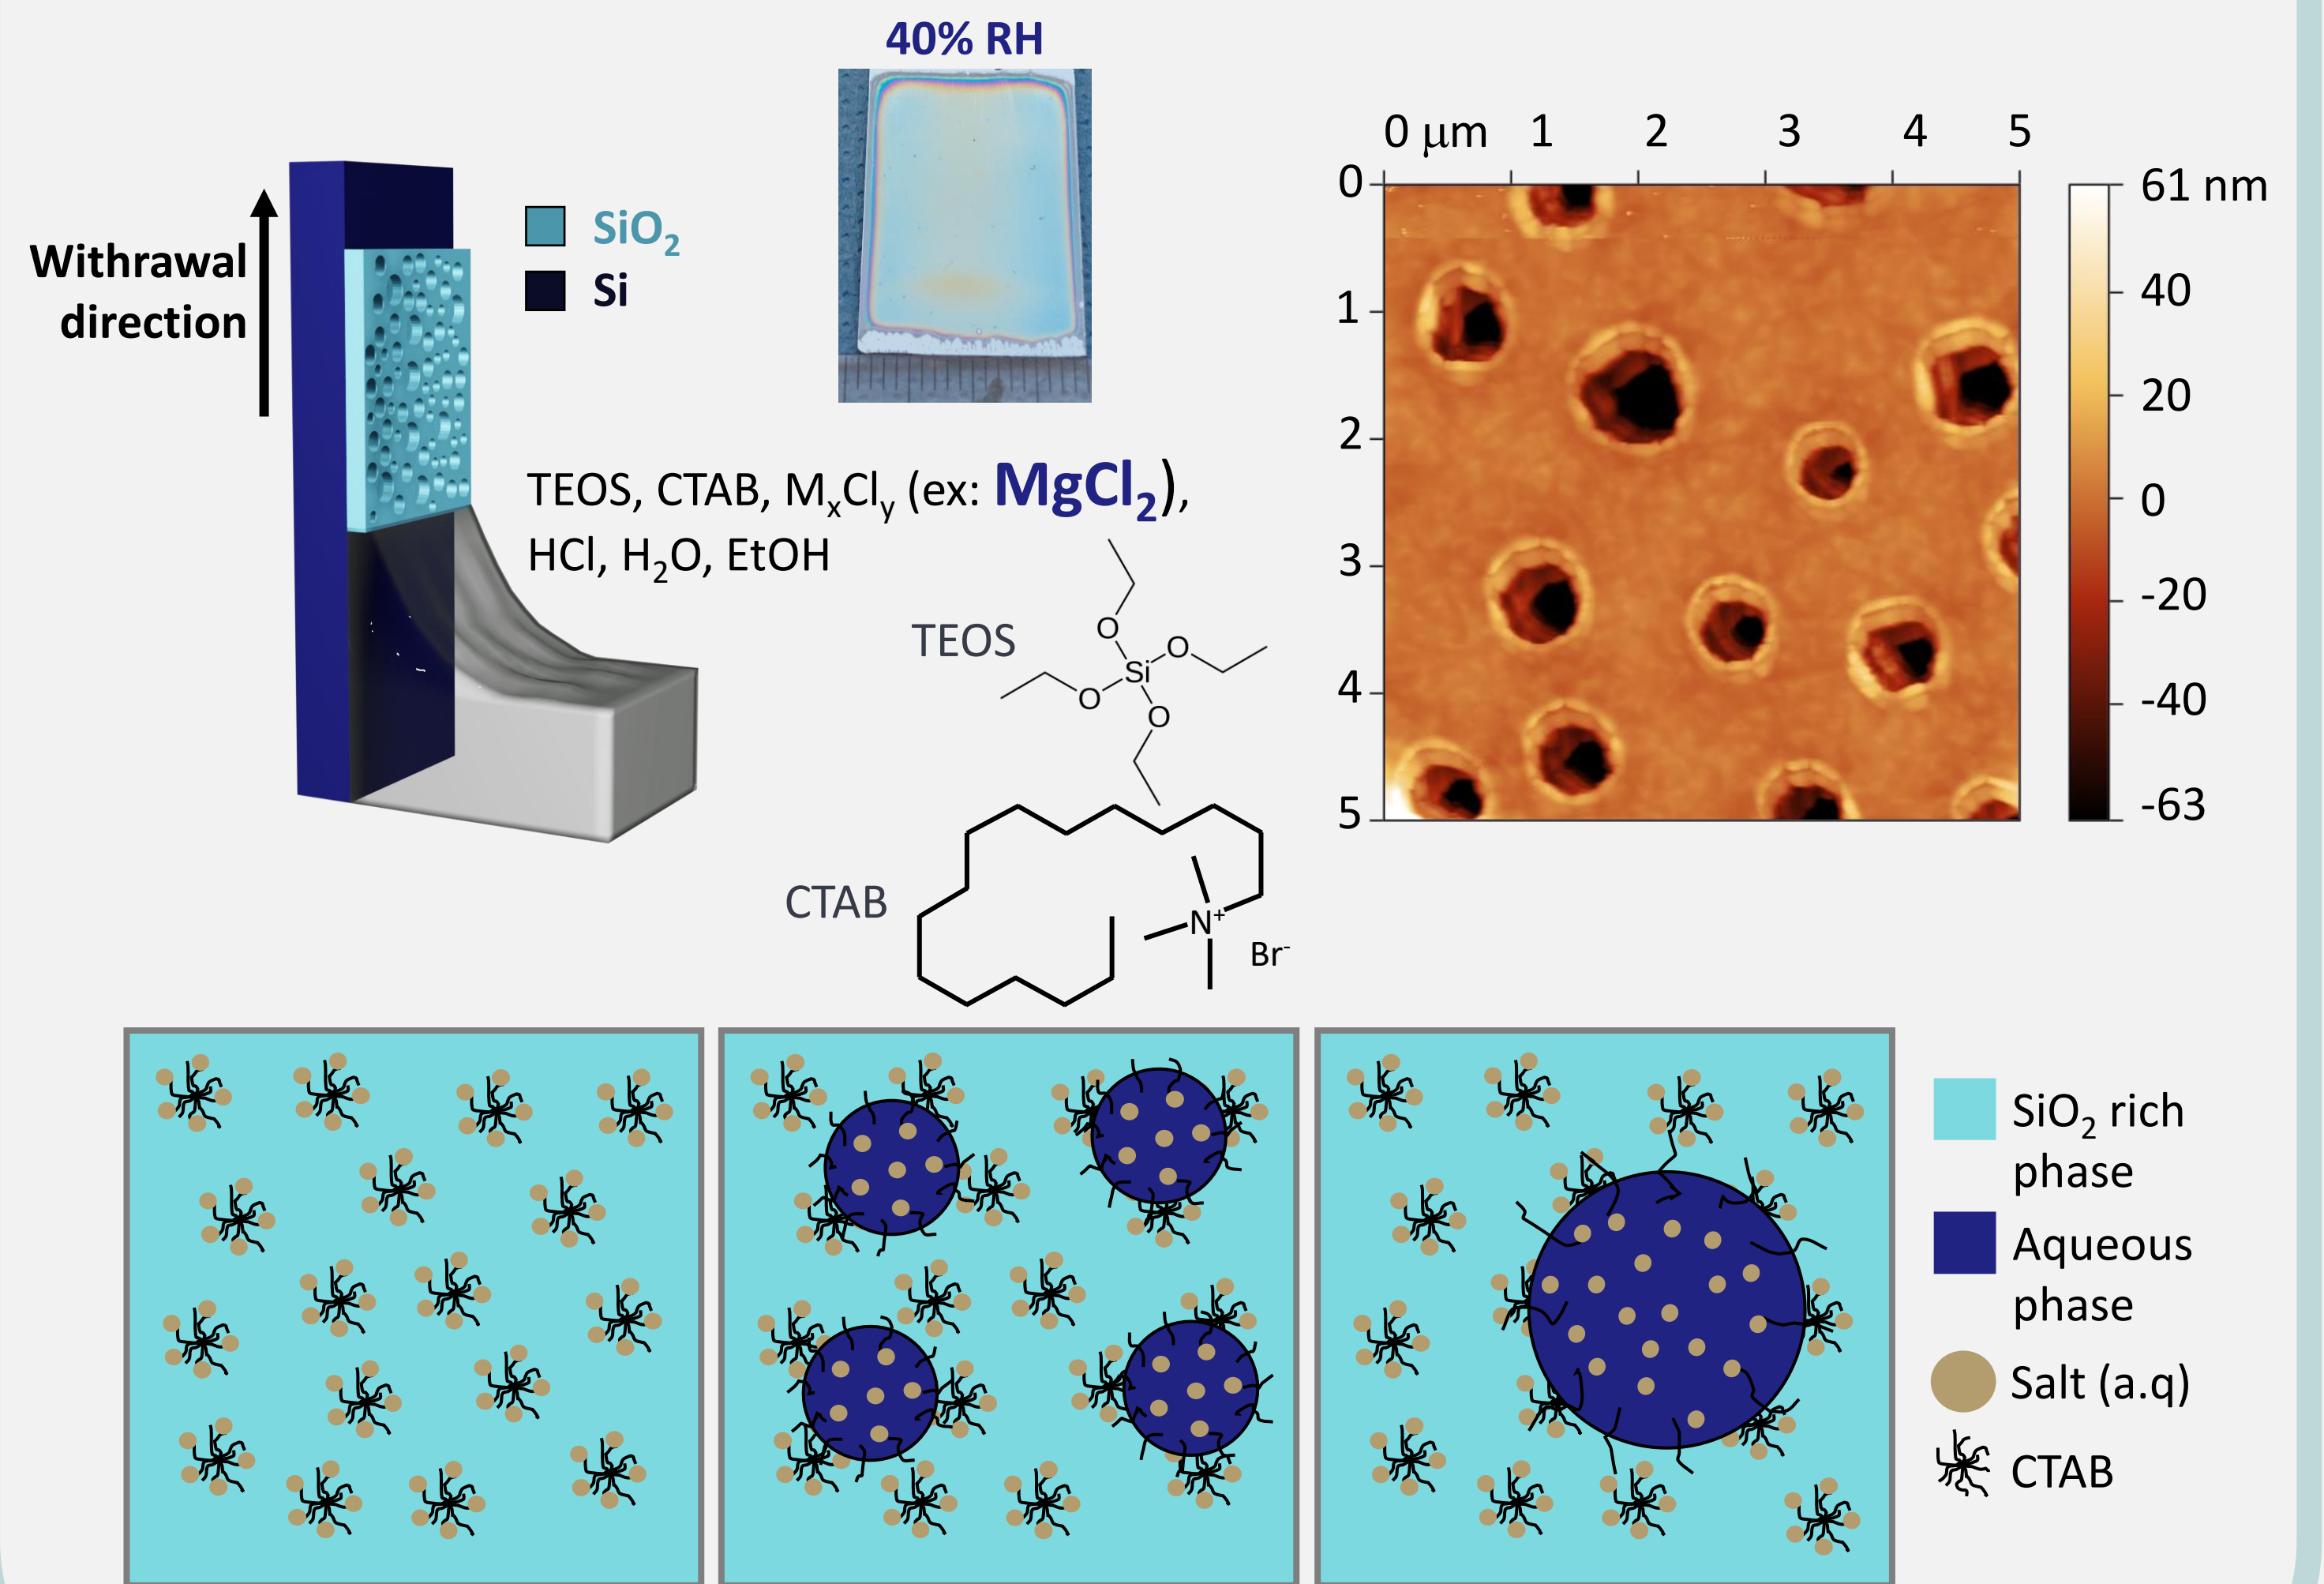 40% RH
Withrawal
direction
SiO₂
Si
TEOS, CTAB, MₓClᵧ (ex: MgCl₂),
HCl, H₂O, EtOH
TEOS
O
O
Si
O
O
CTAB
N⁺
Br⁻
0 μm 1 2 3 4 5
0
1
2
3
4
5
61 nm
40
20
0
-20
-40
-63
SiO₂ rich
phase
Aqueous
phase
Salt (a.q)
CTAB